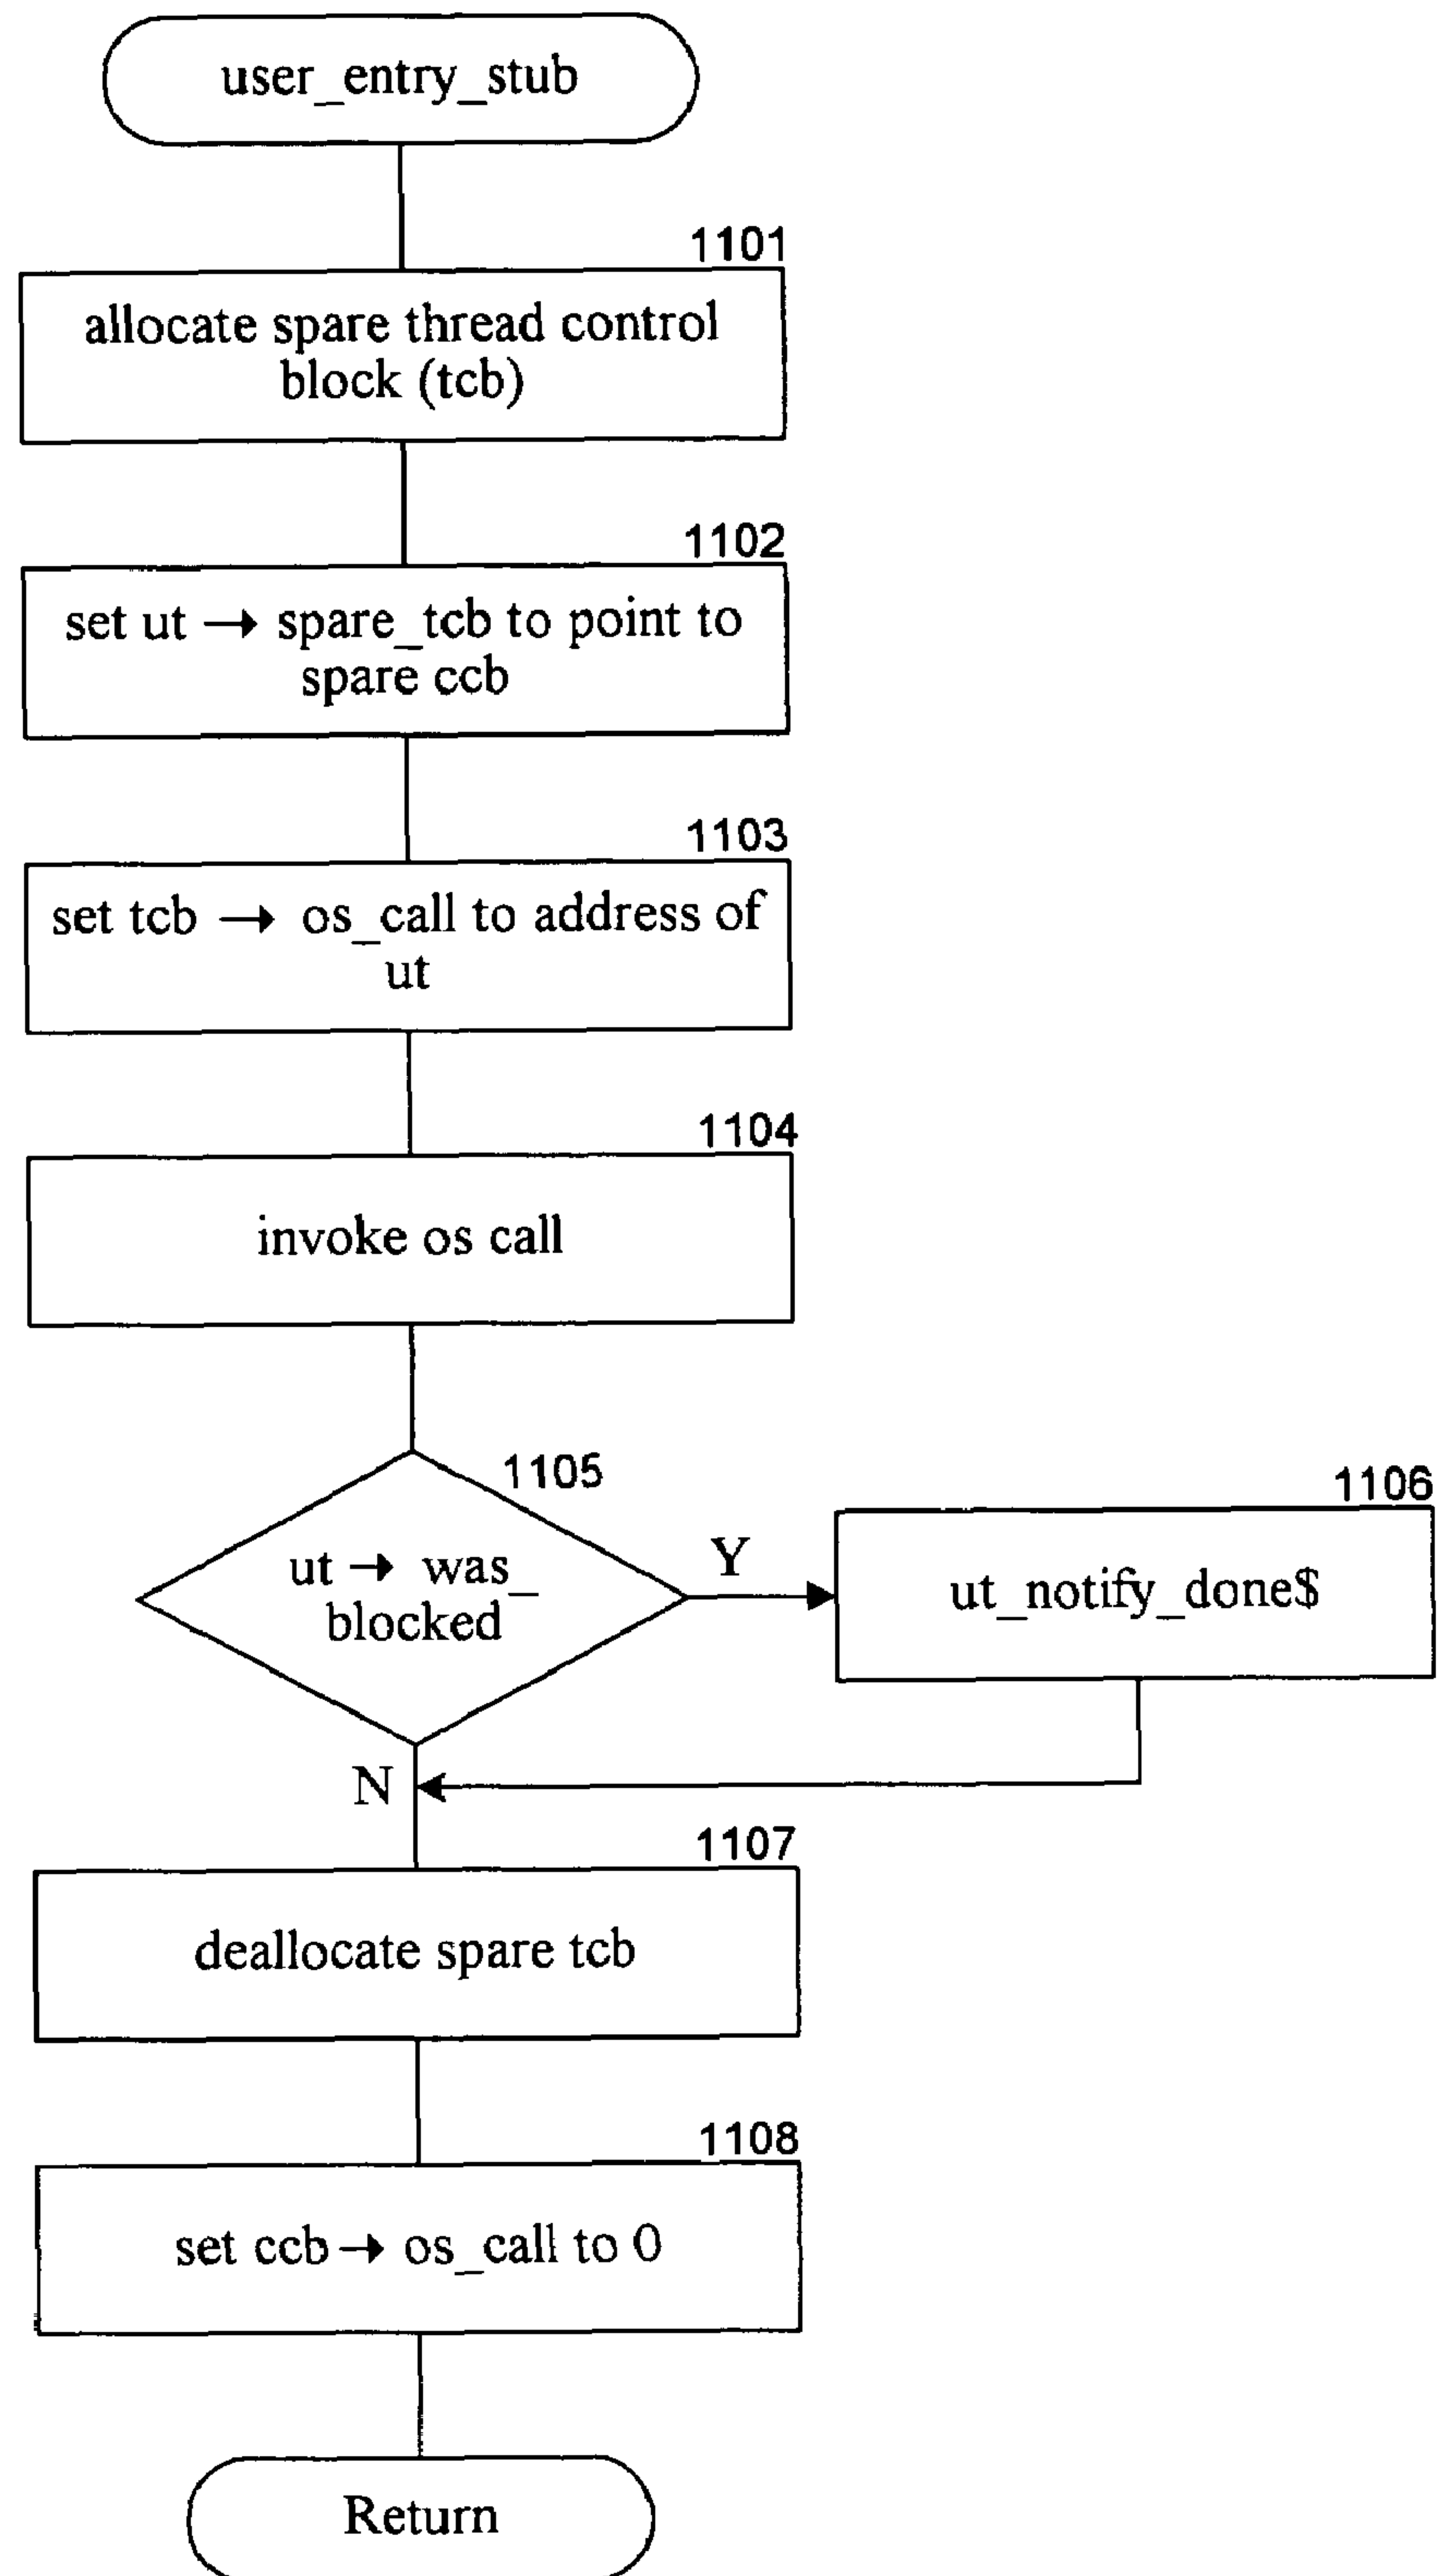 user_entry_stub
1101
allocate spare thread control
block (tcb)
1102
set ut → spare_tcb to point to
spare ccb
1103
set tcb → os_call to address of
ut
1104
invoke os call
1105
ut → was_
blocked
Y
1106
ut_notify_done$
N
1107
deallocate spare tcb
1108
set ccb → os_call to 0
Return